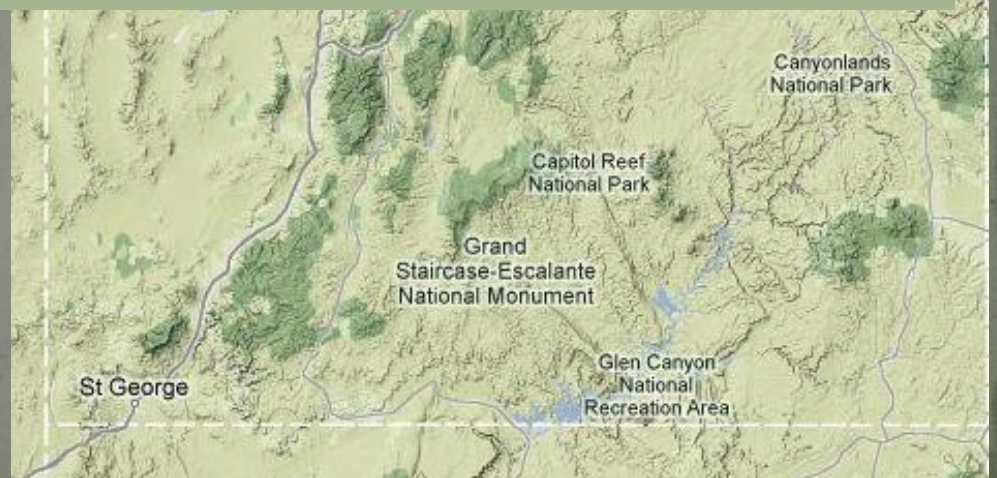 Canyonlands
National Park
Capitol Reef
National Park
Grand
Staircase-Escalante
National Monument
Glen Canyon
National
Recreation Area
St George